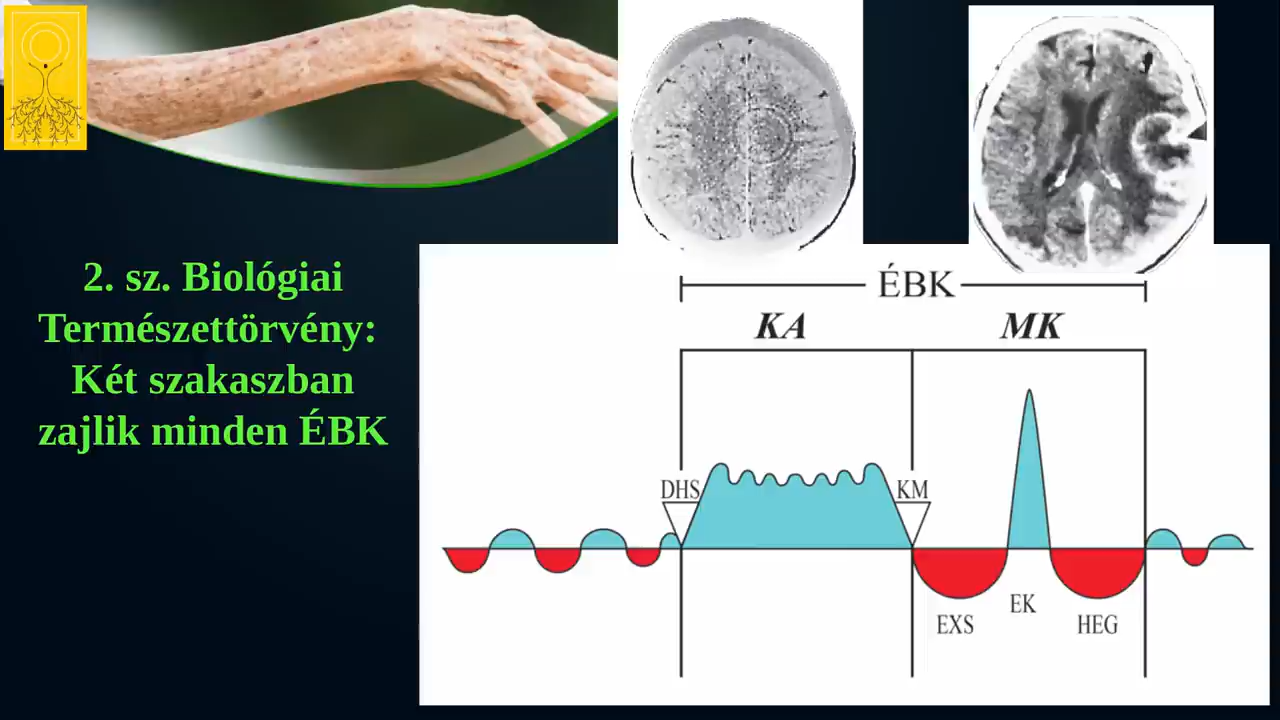 2. sz. Biológiai
Természettörvény:
Két szakaszban
zajlik minden ÉBK
ÉBK
KA
MK
DHS
KM
EXS
EK
HEG